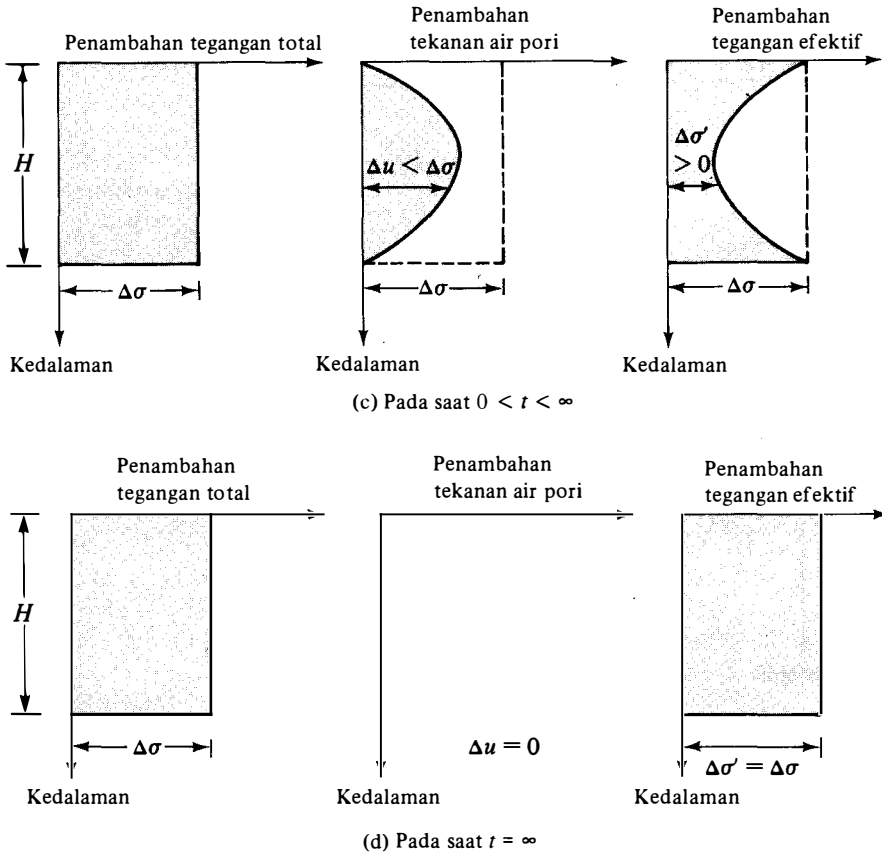 Penambahan tegangan total
Penambahan
tekanan air pori
Penambahan
tegangan efektif
H
Δu < Δσ
Δσ'
> 0
Δσ
Δσ
Δσ
Kedalaman
Kedalaman
Kedalaman
(c) Pada saat 0 < t < ∞
Penambahan
tegangan total
Penambahan
tekanan air pori
Penambahan
tegangan efektif
H
Δσ
Δu = 0
Δσ' = Δσ
Kedalaman
Kedalaman
Kedalaman
(d) Pada saat t = ∞